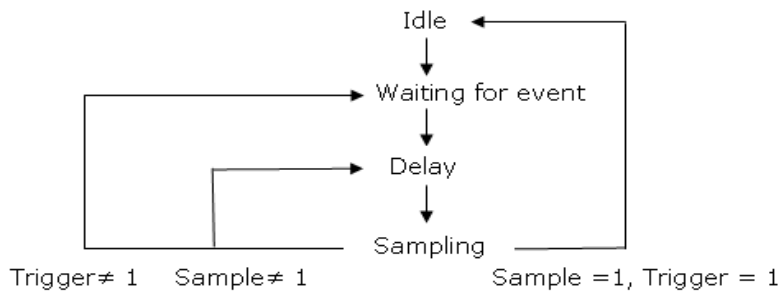 Idle
Waiting for event
Delay
Sampling
Trigger≠ 1 Sample≠ 1 Sample =1, Trigger = 1